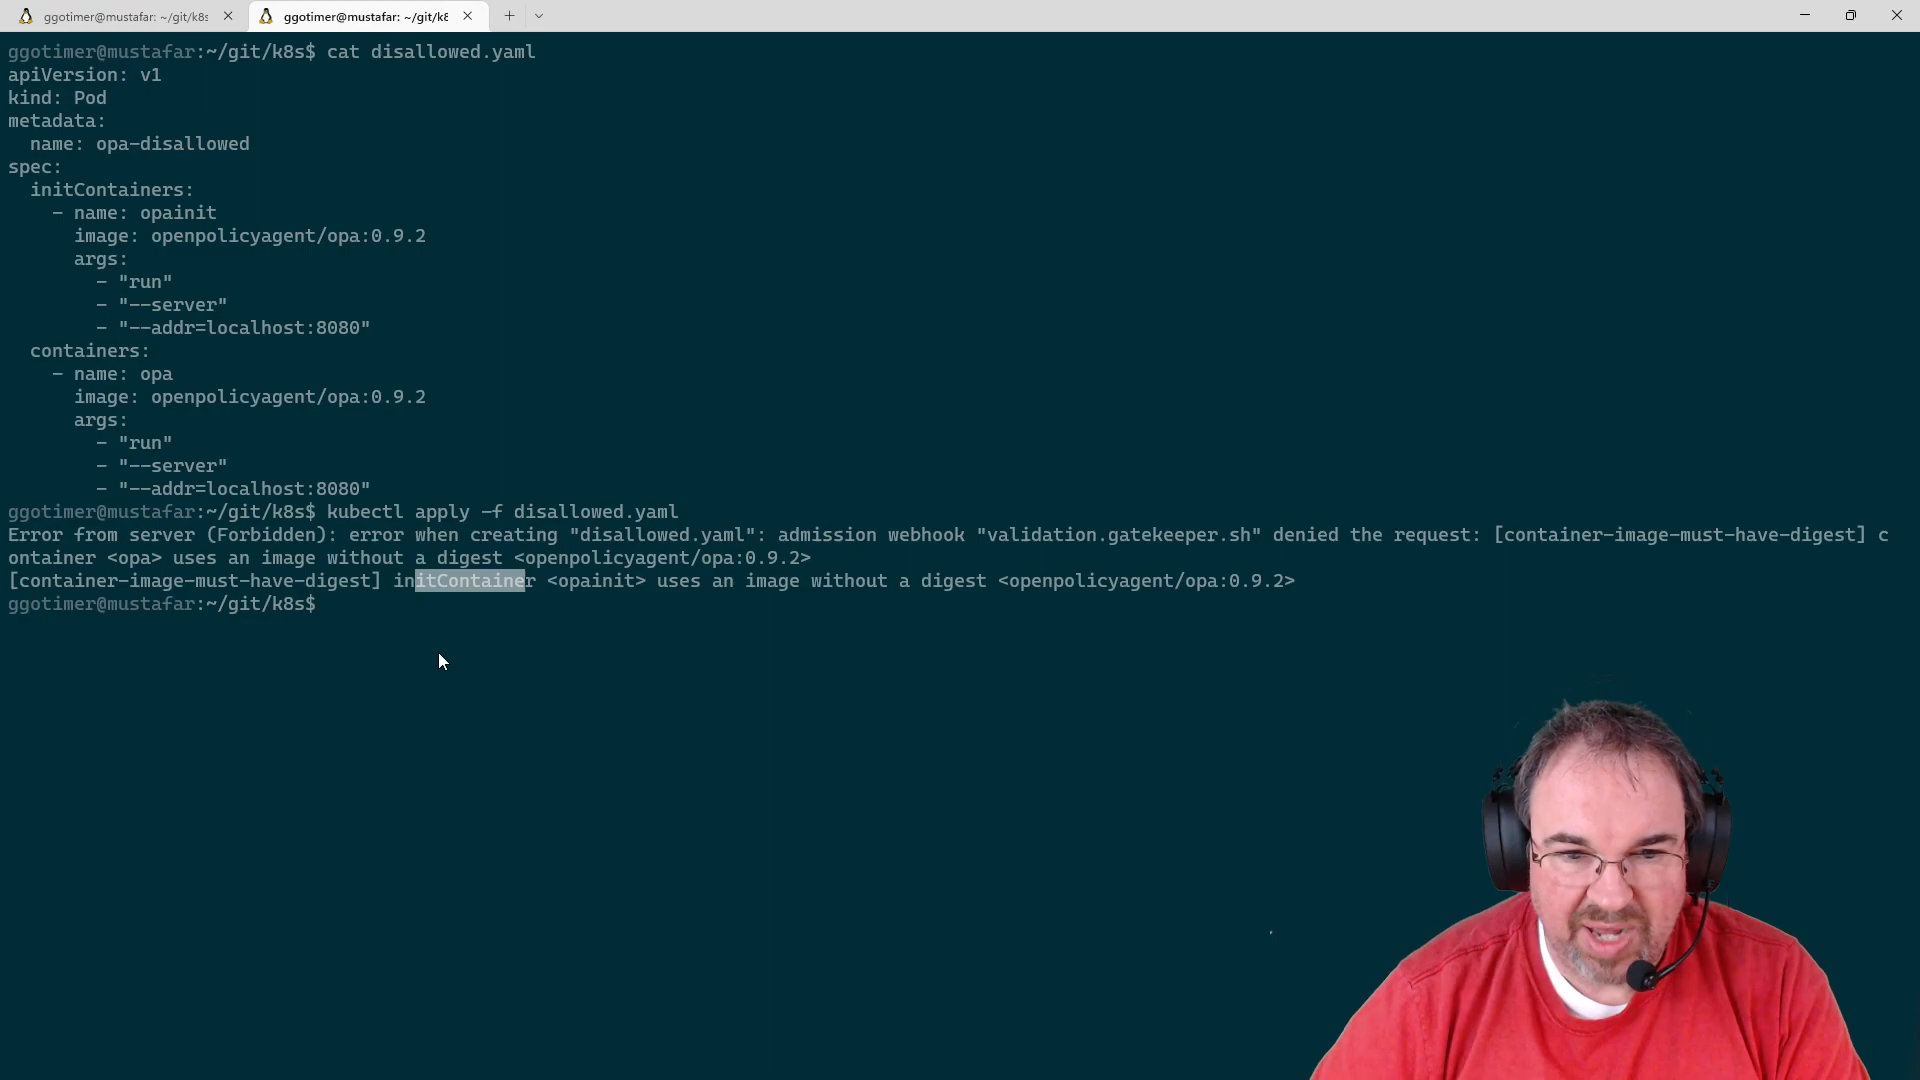 ggotimer@mustafar: ~/git/k8s
ggotimer@mustafar: ~/git/k8s
ggotimer@mustafar:~/git/k8s$ cat disallowed.yaml
apiVersion: v1
kind: Pod
metadata:
  name: opa-disallowed
spec:
  initContainers:
    - name: opainit
      image: openpolicyagent/opa:0.9.2
      args:
        - "run"
        - "--server"
        - "--addr=localhost:8080"
  containers:
    - name: opa
      image: openpolicyagent/opa:0.9.2
      args:
        - "run"
        - "--server"
        - "--addr=localhost:8080"
ggotimer@mustafar:~/git/k8s$ kubectl apply -f disallowed.yaml
Error from server (Forbidden): error when creating "disallowed.yaml": admission webhook "validation.gatekeeper.sh" denied the request: [container-image-must-have-digest] c
ontainer <opa> uses an image without a digest <openpolicyagent/opa:0.9.2>
[container-image-must-have-digest] initContainer <opainit> uses an image without a digest <openpolicyagent/opa:0.9.2>
ggotimer@mustafar:~/git/k8s$